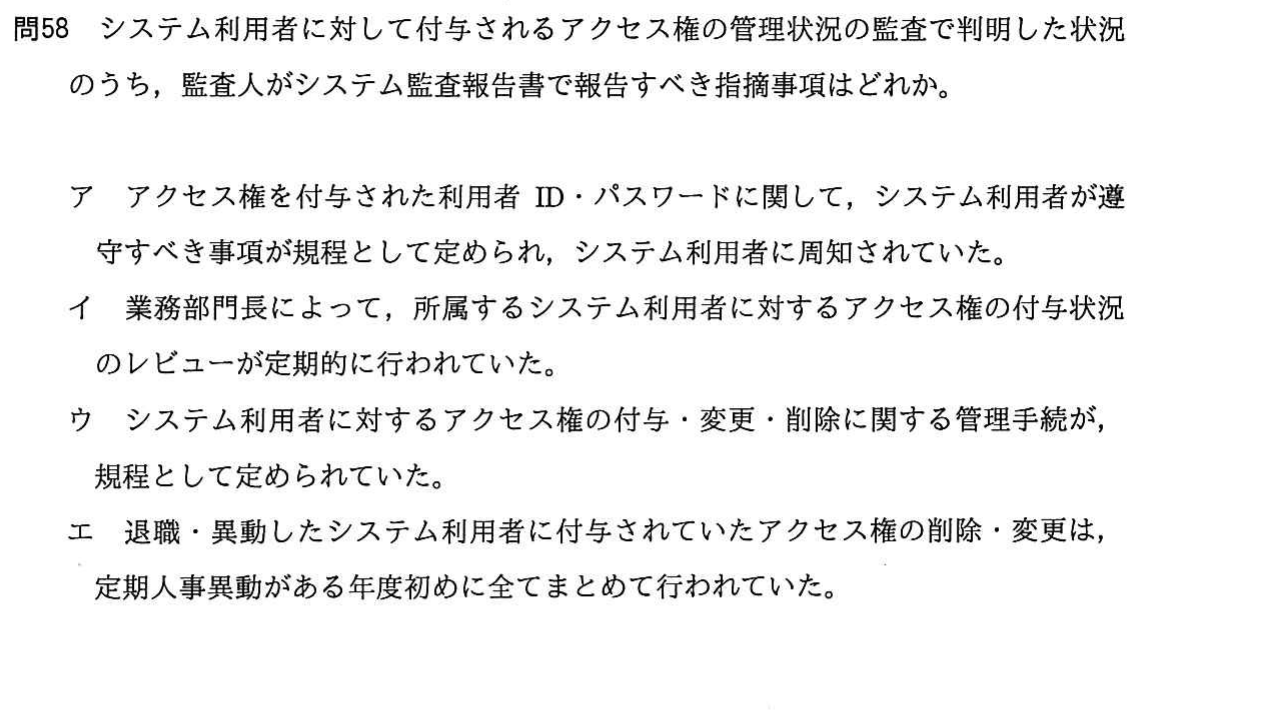 問58 システム利用者に対して付与されるアクセス権の管理状況の監査で判明した状況
のうち，監査人がシステム監査報告書で報告すべき指摘事項はどれか。
ア アクセス権を付与された利用者 ID・パスワードに関して，システム利用者が遵
守すべき事項が規程として定められ，システム利用者に周知されていた。
イ 業務部門長によって，所属するシステム利用者に対するアクセス権の付与状況
のレビューが定期的に行われていた。
ウ システム利用者に対するアクセス権の付与・変更・削除に関する管理手続が，
規程として定められていた。
エ 退職・異動したシステム利用者に付与されていたアクセス権の削除・変更は，
定期人事異動がある年度初めに全てまとめて行われていた。